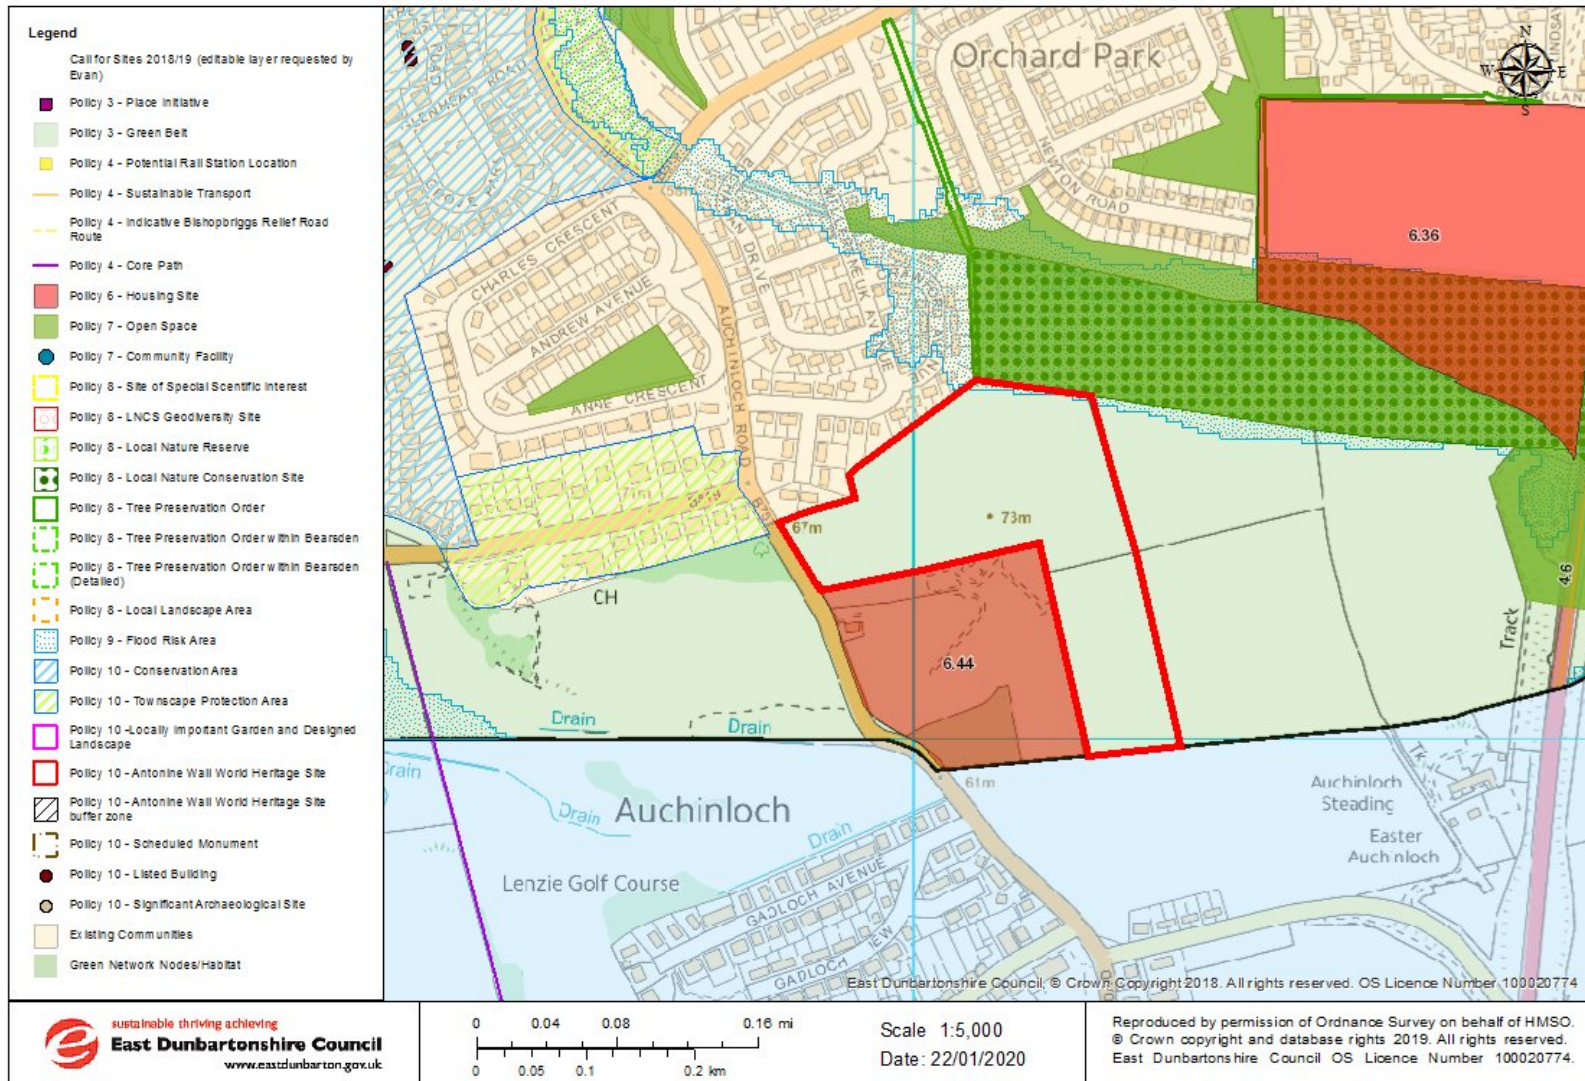 Legend
Call for Sites 2018/19 (editable layer requested by
Evan)
Policy 3 - Place Initiative
Policy 3 - Green Belt
Policy 4 - Potential Rail Station Location
Policy 4 - Sustainable Transport
Policy 4 - Indicative Bishopbriggs Relief Road
Route
Policy 4 - Core Path
Policy 6 - Housing Site
Policy 7 - Open Space
Policy 7 - Community Facility
Policy 8 - Site of Special Scientific Interest
Policy 8 - LNCS Geodiversity Site
Policy 8 - Local Nature Reserve
Policy 8 - Local Nature Conservation Site
Policy 8 - Tree Preservation Order
Policy 8 - Tree Preservation Order within Bearsden
Policy 8 - Tree Preservation Order within Bearsden
(Detailed)
Policy 8 - Local Landscape Area
Policy 9 - Flood Risk Area
Policy 10 - Conservation Area
Policy 10 - Townscape Protection Area
Policy 10 -Locally Important Garden and Designed
Landscape
Policy 10 - Antonine Wall World Heritage Site
Policy 10 - Antonine Wall World Heritage Site
buffer zone
Policy 10 - Scheduled Monument
Policy 10 - Listed Building
Policy 10 - Significant Archaeological Site
Existing Communities
Green Network Nodes/Habitat
Orchard Park
N
W
E
S
NEWTON ROAD
6.36
CHARLES CRESCENT
ANDREW AVENUE
ANNE CRESCENT
AUCHINLOCH ROAD
DRIVE
AVENUE
71m
B819
67m
73m
CH
6.44
4.6
Track
Drain
Drain
Drain
Drain
Drain
61m
Auchinloch
Lenzie Golf Course
GADLOCH AVENUE
GADLOCH VIEW
Tk
Auchinloch
Steading
Easter
Auchinloch
East Dunbartonshire Council, © Crown Copyright 2018. All rights reserved. OS Licence Number 100020774
sustainable thriving achieving
East Dunbartonshire Council
www.eastdunbarton.gov.uk
0 0.04 0.08 0.16 mi
0 0.05 0.1 0.2 km
Scale 1:5,000
Date: 22/01/2020
Reproduced by permission of Ordnance Survey on behalf of HMSO.
© Crown copyright and database rights 2019. All rights reserved.
East Dunbartonshire Council OS Licence Number 100020774.